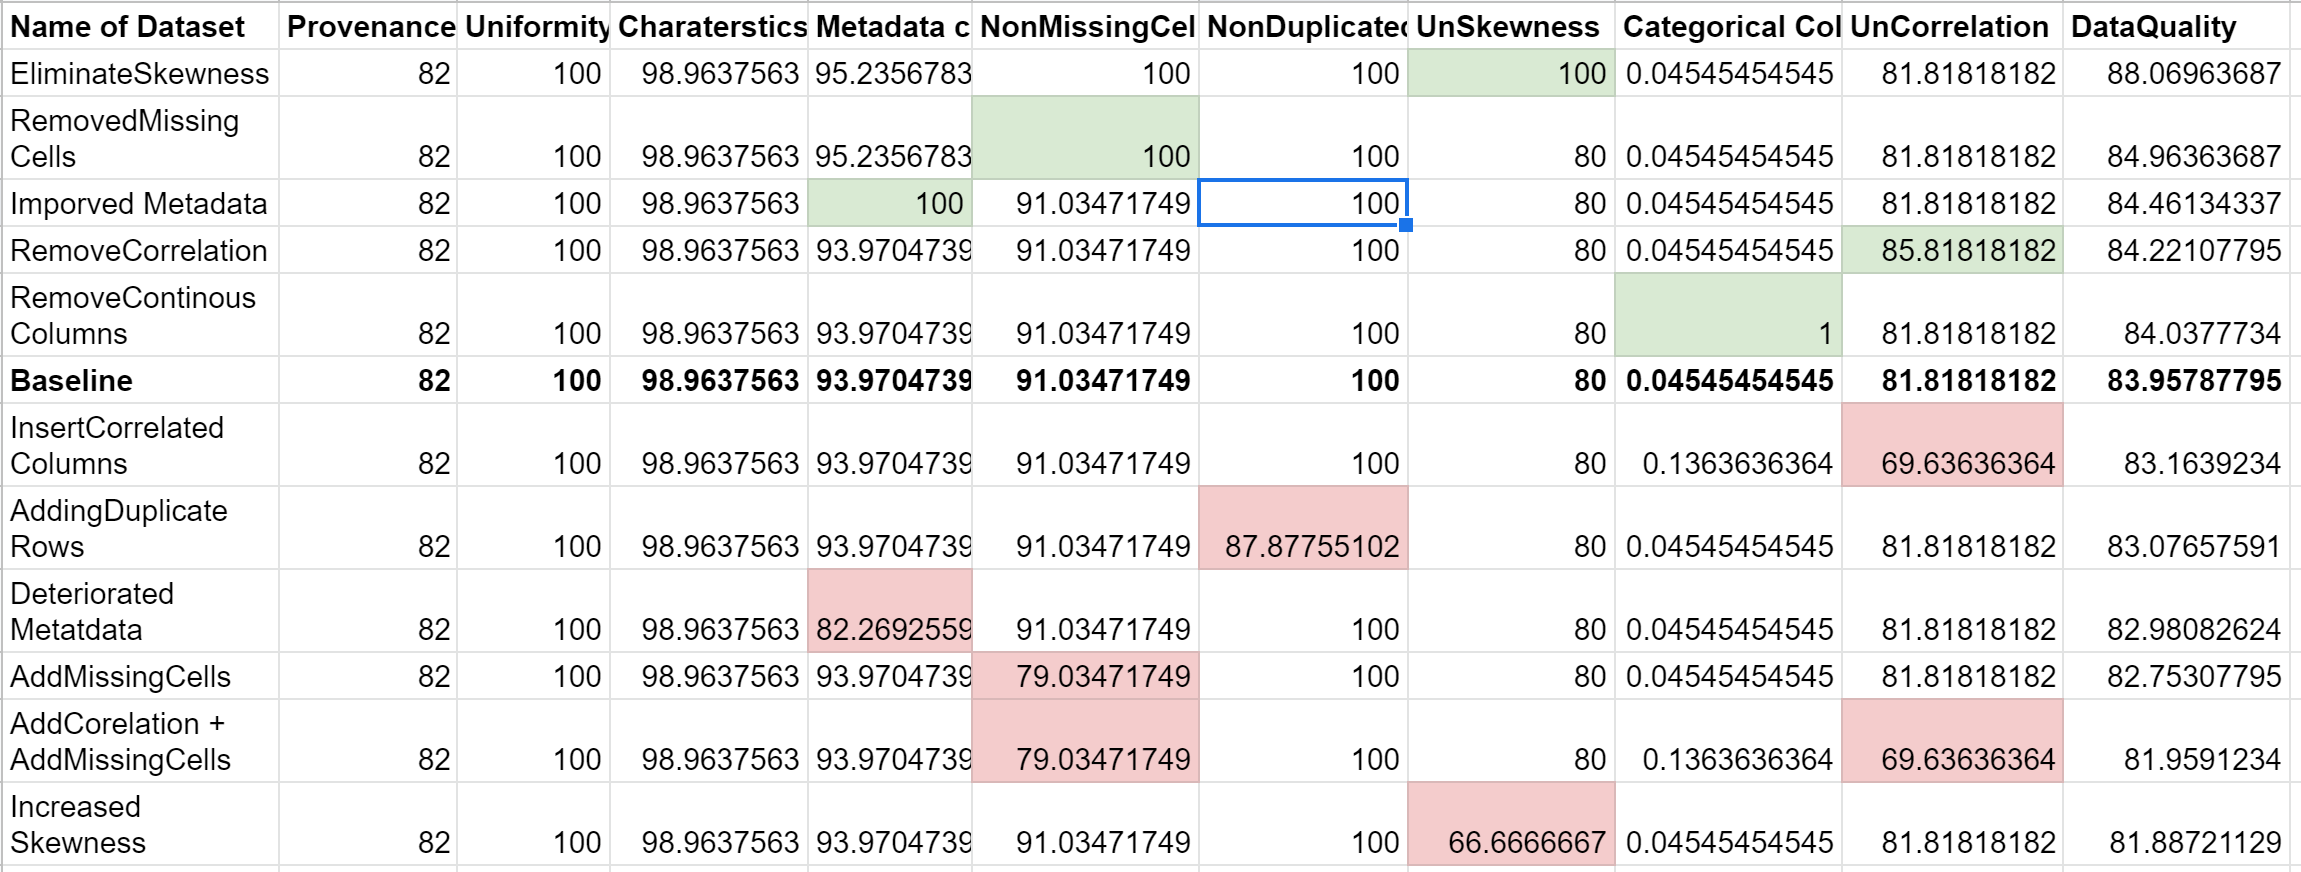 Name of Dataset Provenance Uniformity Charaterstics Metadata c NonMissingCel NonDuplicated UnSkewness Categorical Col UnCorrelation DataQuality
EliminateSkewness 82 100 98.9637563 95.2356783 100 100 100 0.04545454545 81.81818182 88.06963687
RemovedMissing
Cells 82 100 98.9637563 95.2356783 100 100 80 0.04545454545 81.81818182 84.96363687
Imporved Metadata 82 100 98.9637563 100 91.03471749 100 80 0.04545454545 81.81818182 84.46134337
RemoveCorrelation 82 100 98.9637563 93.9704739 91.03471749 100 80 0.04545454545 85.81818182 84.22107795
RemoveContinous
Columns 82 100 98.9637563 93.9704739 91.03471749 100 80 1 81.81818182 84.0377734
Baseline 82 100 98.9637563 93.9704739 91.03471749 100 80 0.04545454545 81.81818182 83.95787795
InsertCorrelated
Columns 82 100 98.9637563 93.9704739 91.03471749 100 80 0.1363636364 69.63636364 83.1639234
AddingDuplicate
Rows 82 100 98.9637563 93.9704739 91.03471749 87.87755102 80 0.04545454545 81.81818182 83.07657591
Deteriorated
Metatdata 82 100 98.9637563 82.2692559 91.03471749 100 80 0.04545454545 81.81818182 82.98082624
AddMissingCells 82 100 98.9637563 93.9704739 79.03471749 100 80 0.04545454545 81.81818182 82.75307795
AddCorelation +
AddMissingCells 82 100 98.9637563 93.9704739 79.03471749 100 80 0.1363636364 69.63636364 81.9591234
Increased
Skewness 82 100 98.9637563 93.9704739 91.03471749 100 66.6666667 0.04545454545 81.81818182 81.88721129